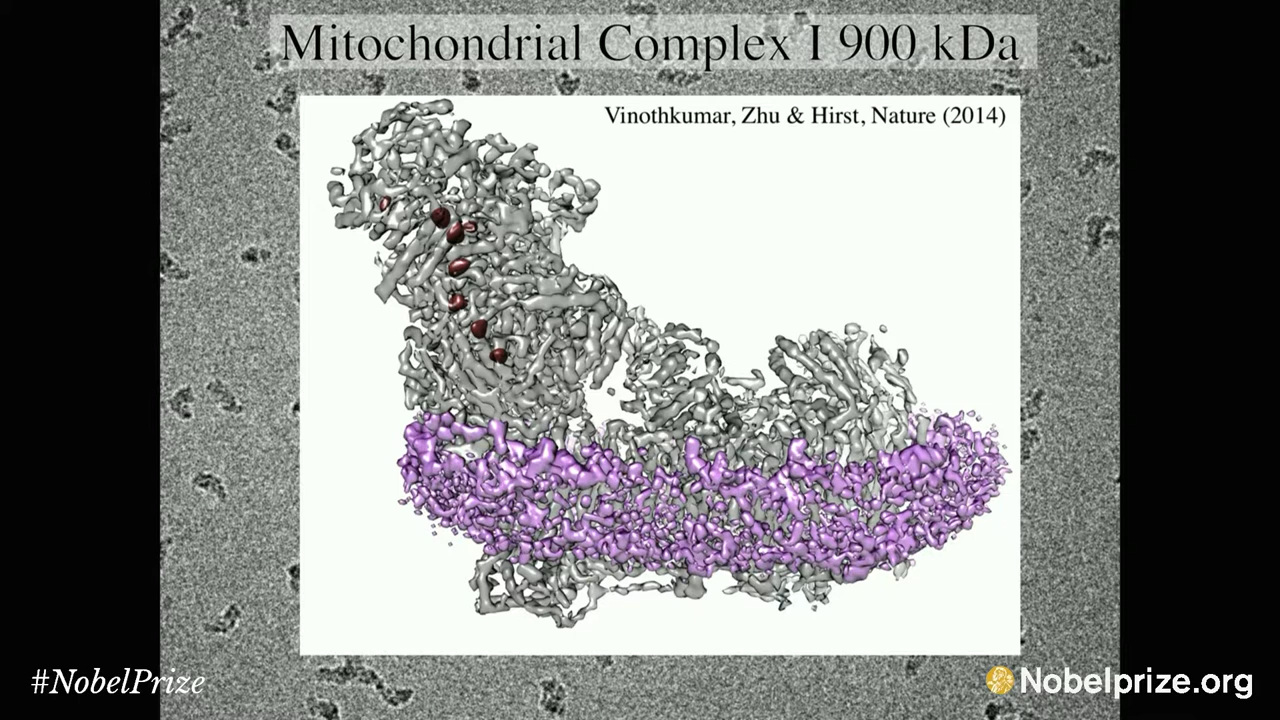 Mitochondrial Complex I 900 kDa
Vinothkumar, Zhu & Hirst, Nature (2014)
#NobelPrize
Nobelprize.org